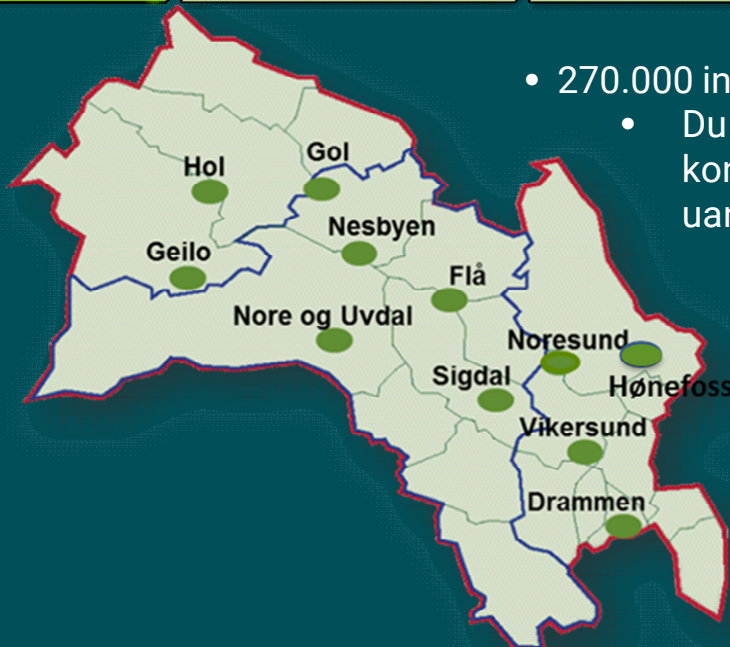 • 270.000 in
• Du
kor
uar
Gol
Hol
Nesbyen
Geilo
Flå
Nore og Uvdal
Noresund
Sigdal
Hønefoss
Vikersund
Drammen